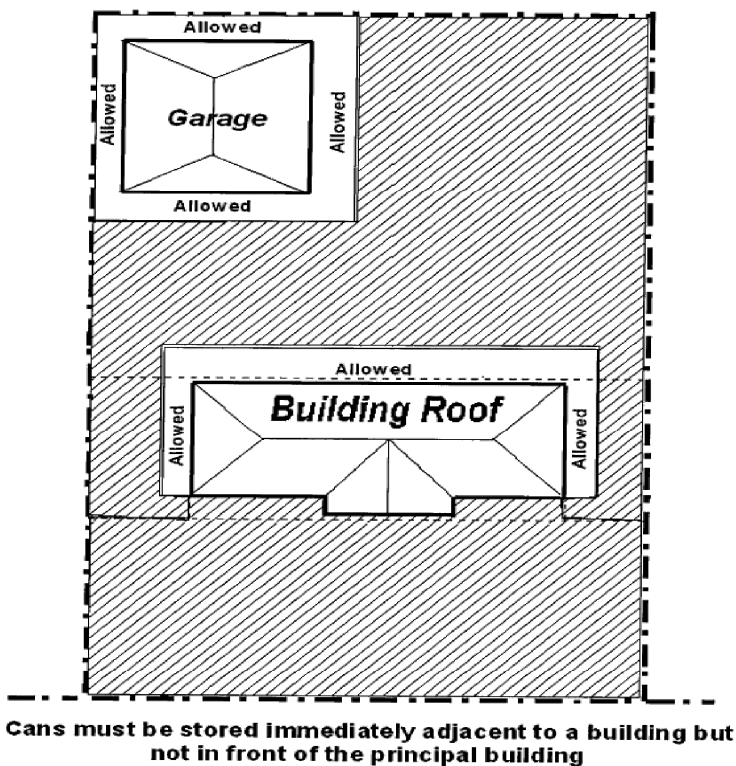 Allowed
Allowed
Garage
Allowed
Allowed
Allowed
Building Roof
Allowed
Allowed
Cans must be stored immediately adjacent to a building but
not in front of the principal building